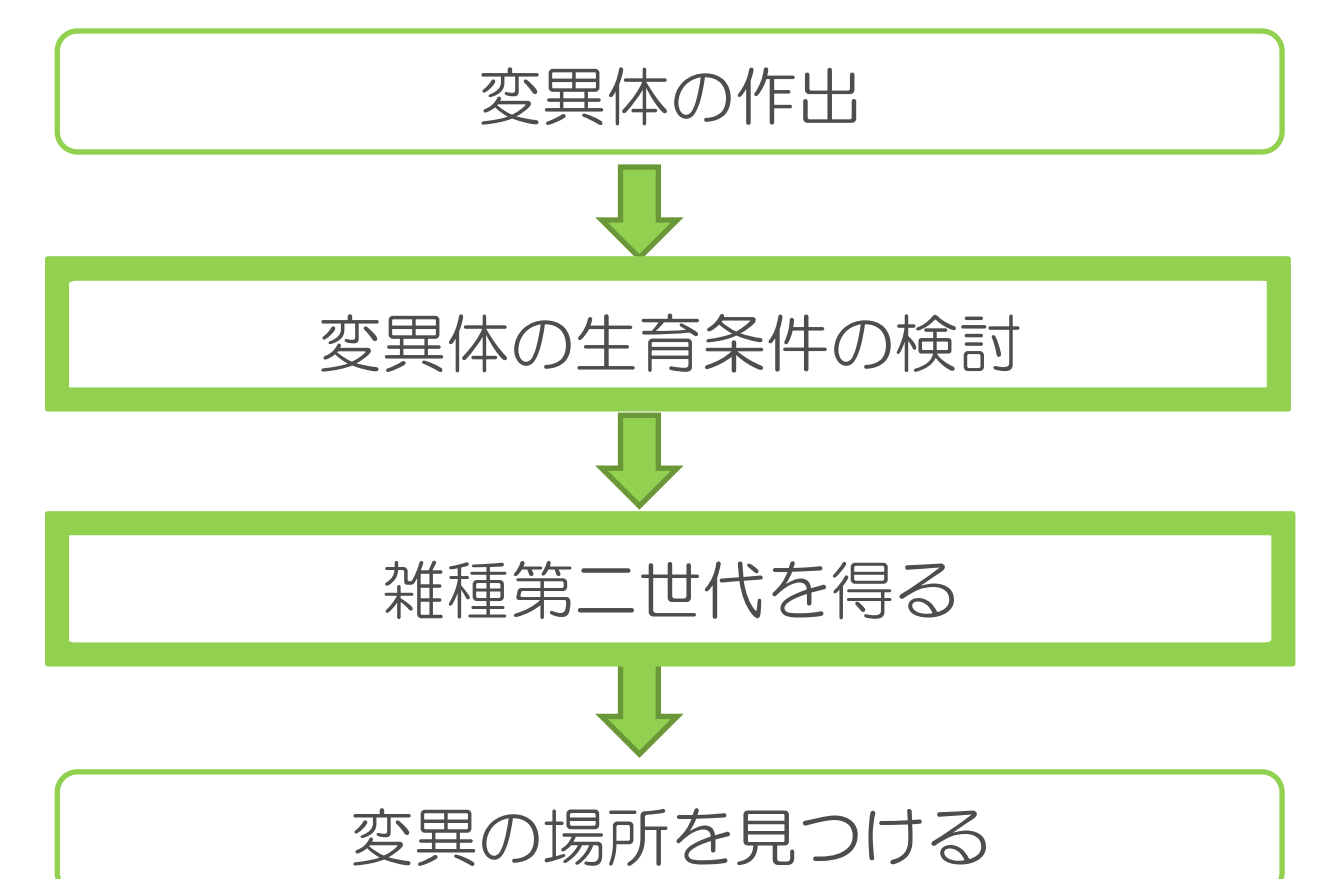 変異体の作出
変異体の生育条件の検討
雑種第二世代を得る
変異の場所を見つける